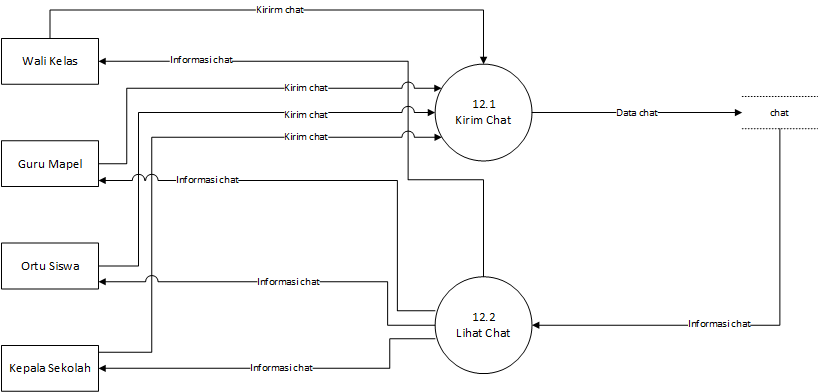 Kirirm chat
Wali Kelas
Informasi chat
Kirim chat
12.1
Kirim Chat
Kirim chat
Data chat
chat
Kirim chat
Guru Mapel
Informasi chat
Ortu Siswa
Informasi chat
12.2
Lihat Chat
Informasi chat
Kepala Sekolah
Informasi chat